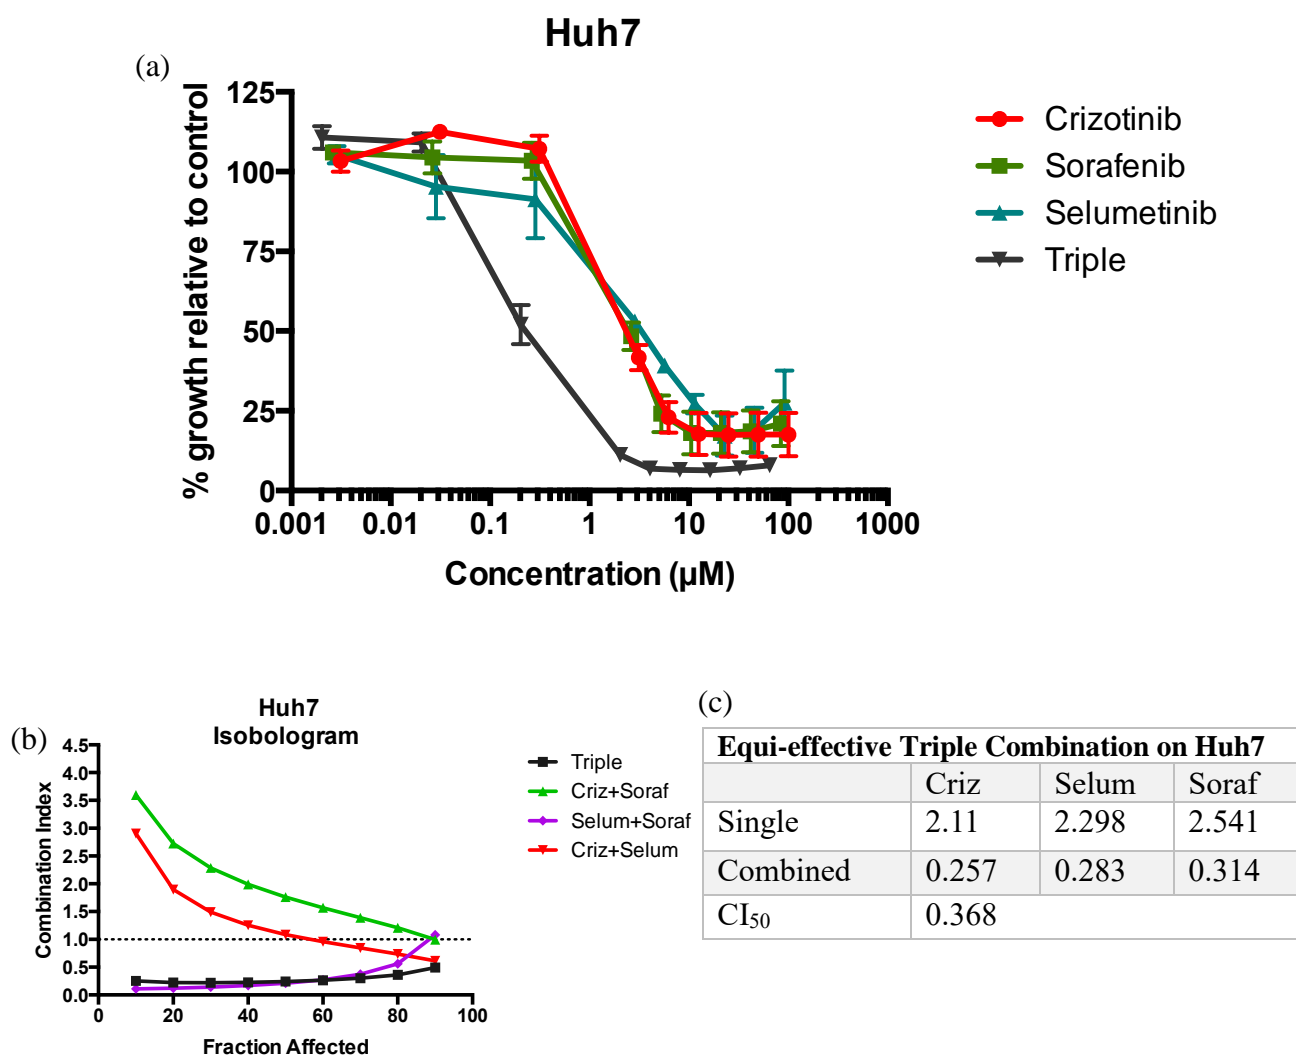 Huh7
(a)
125
100
75
50
25
0
% growth relative to control
0.001 0.01 0.1 1 10 100 1000
Concentration (µM)
Crizotinib
Sorafenib
Selumetinib
Triple
(b)
Huh7
Isobologram
4.5
4.0
3.5
3.0
2.5
2.0
1.5
1.0
0.5
0.0
Combination Index
0 20 40 60 80 100
Fraction Affected
Triple
Criz+Soraf
Selum+Soraf
Criz+Selum
(c)
Equi-effective Triple Combination on Huh7
Criz Selum Soraf
Single 2.11 2.298 2.541
Combined 0.257 0.283 0.314
CI₅₀ 0.368